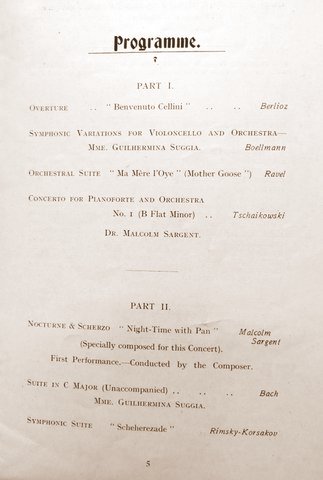 Programme.
PART I.
OVERTURE .. "Benvenuto Cellini" .. .. Berlioz
SYMPHONIC VARIATIONS FOR VIOLONCELLO AND ORCHESTRA—
MME. GUILHERMINA SUGGIA. Boellmann
ORCHESTRAL SUITE "Ma Mère l'Oye" (Mother Goose") Ravel
CONCERTO FOR PIANOFORTE AND ORCHESTRA
No. 1 (B Flat Minor) .. Tschaikowski
DR. MALCOLM SARGENT.
PART II.
NOCTURNE & SCHERZO "Night-Time with Pan" Malcolm
Sargent
(Specially composed for this Concert).
First Performance.—Conducted by the Composer.
SUITE IN C MAJOR (Unaccompanied) .. .. .. Bach
MME. GUILHERMINA SUGGIA.
SYMPHONIC SUITE "Scheherezade" Rimsky-Korsakov
5